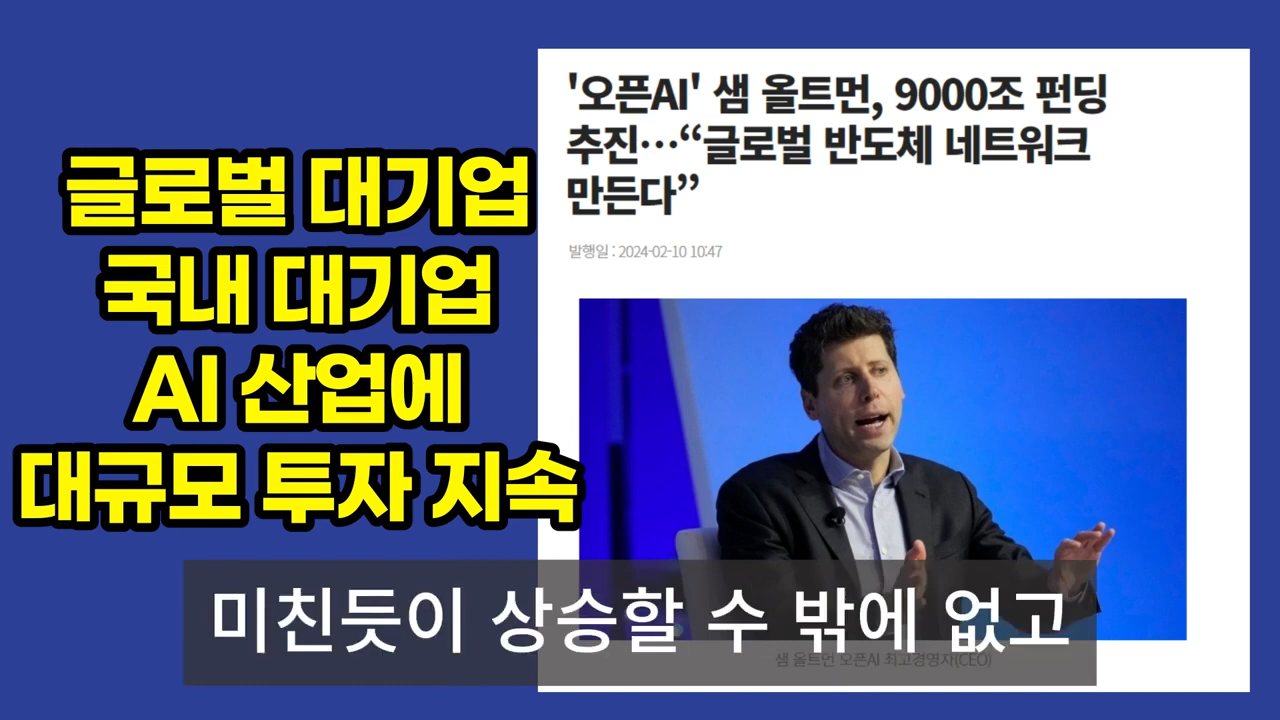 글로벌 대기업
국내 대기업
AI 산업에
대규모 투자 지속
'오픈AI' 샘 올트먼, 9000조 펀딩
추진…“글로벌 반도체 네트워크
만든다”
발행일 : 2024-02-10 10:47
샘 올트먼 오픈AI 최고경영자(CEO)
미친듯이 상승할 수 밖에 없고